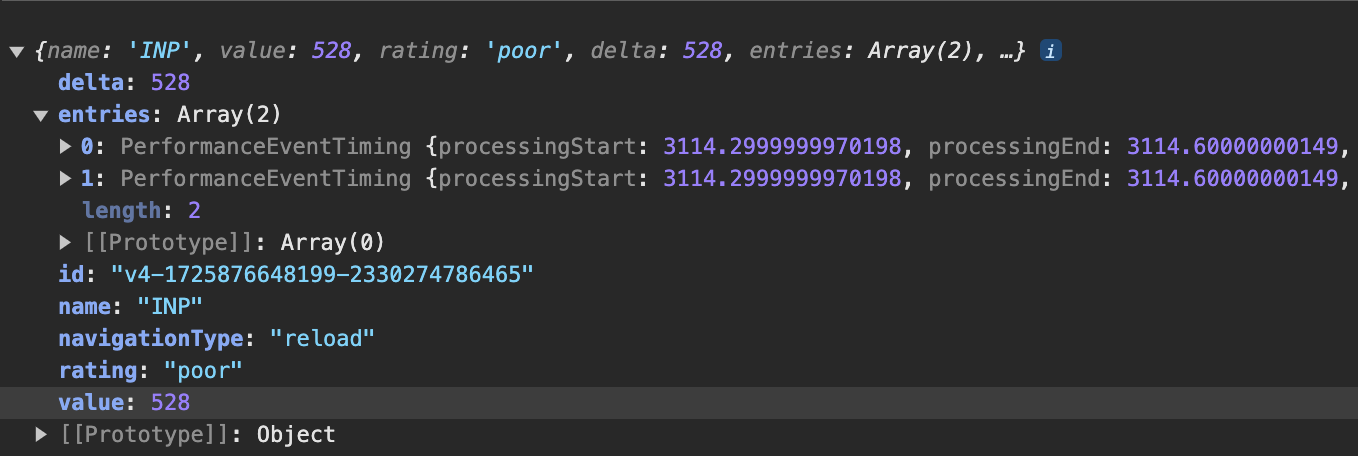 {name: 'INP', value: 528, rating: 'poor', delta: 528, entries: Array(2), …} i
delta: 528
entries: Array(2)
0: PerformanceEventTiming {processingStart: 3114.2999999970198, processingEnd: 3114.60000000149,
1: PerformanceEventTiming {processingStart: 3114.2999999970198, processingEnd: 3114.60000000149,
length: 2
[[Prototype]]: Array(0)
id: "v4-1725876648199-2330274786465"
name: "INP"
navigationType: "reload"
rating: "poor"
value: 528
[[Prototype]]: Object